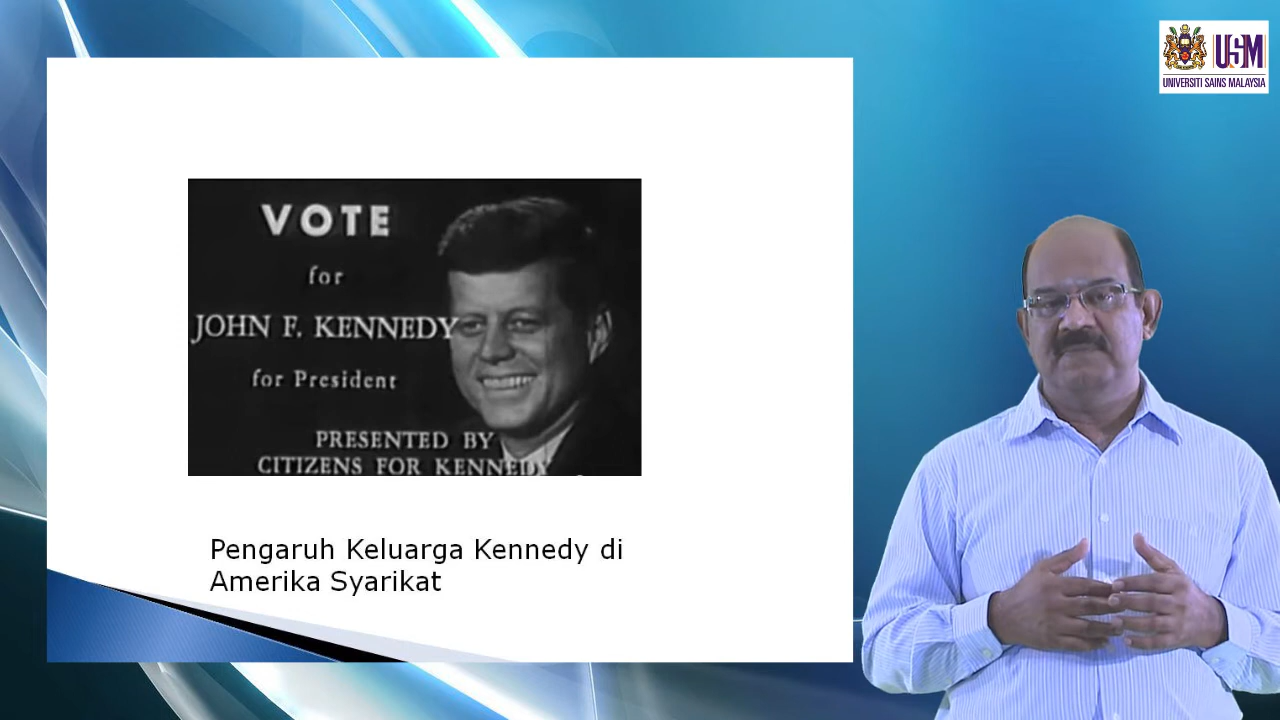 USM
UNIVERSITI SAINS MALAYSIA
VOTE
for
JOHN F. KENNEDY
for President
PRESENTED BY
CITIZENS FOR KENNEDY
Pengaruh Keluarga Kennedy di
Amerika Syarikat